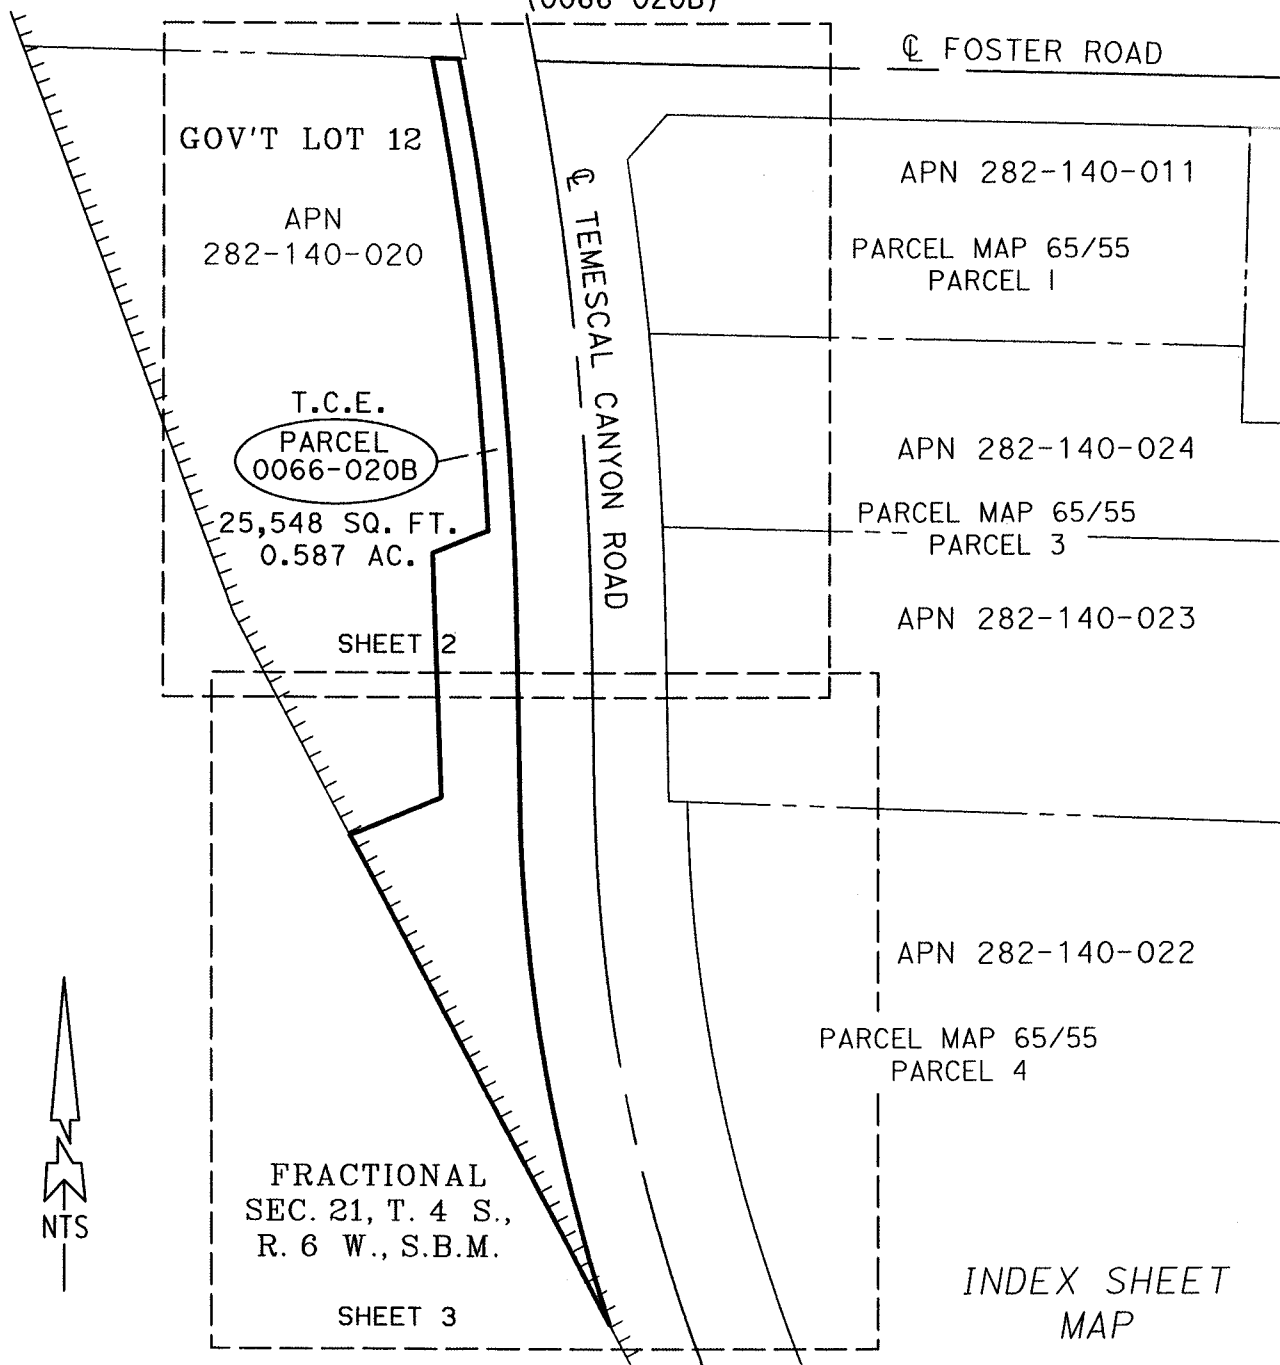 (0066-020B)
℄ FOSTER ROAD
GOV'T LOT 12
APN
282-140-020
℄ TEMESCAL CANYON ROAD
APN 282-140-011
PARCEL MAP 65/55
PARCEL 1
T.C.E.
PARCEL
0066-020B
25,548 SQ. FT.
0.587 AC.
APN 282-140-024
PARCEL MAP 65/55
PARCEL 3
APN 282-140-023
SHEET 2
APN 282-140-022
PARCEL MAP 65/55
PARCEL 4
NTS
FRACTIONAL
SEC. 21, T. 4 S.,
R. 6 W., S.B.M.
SHEET 3
INDEX SHEET
MAP